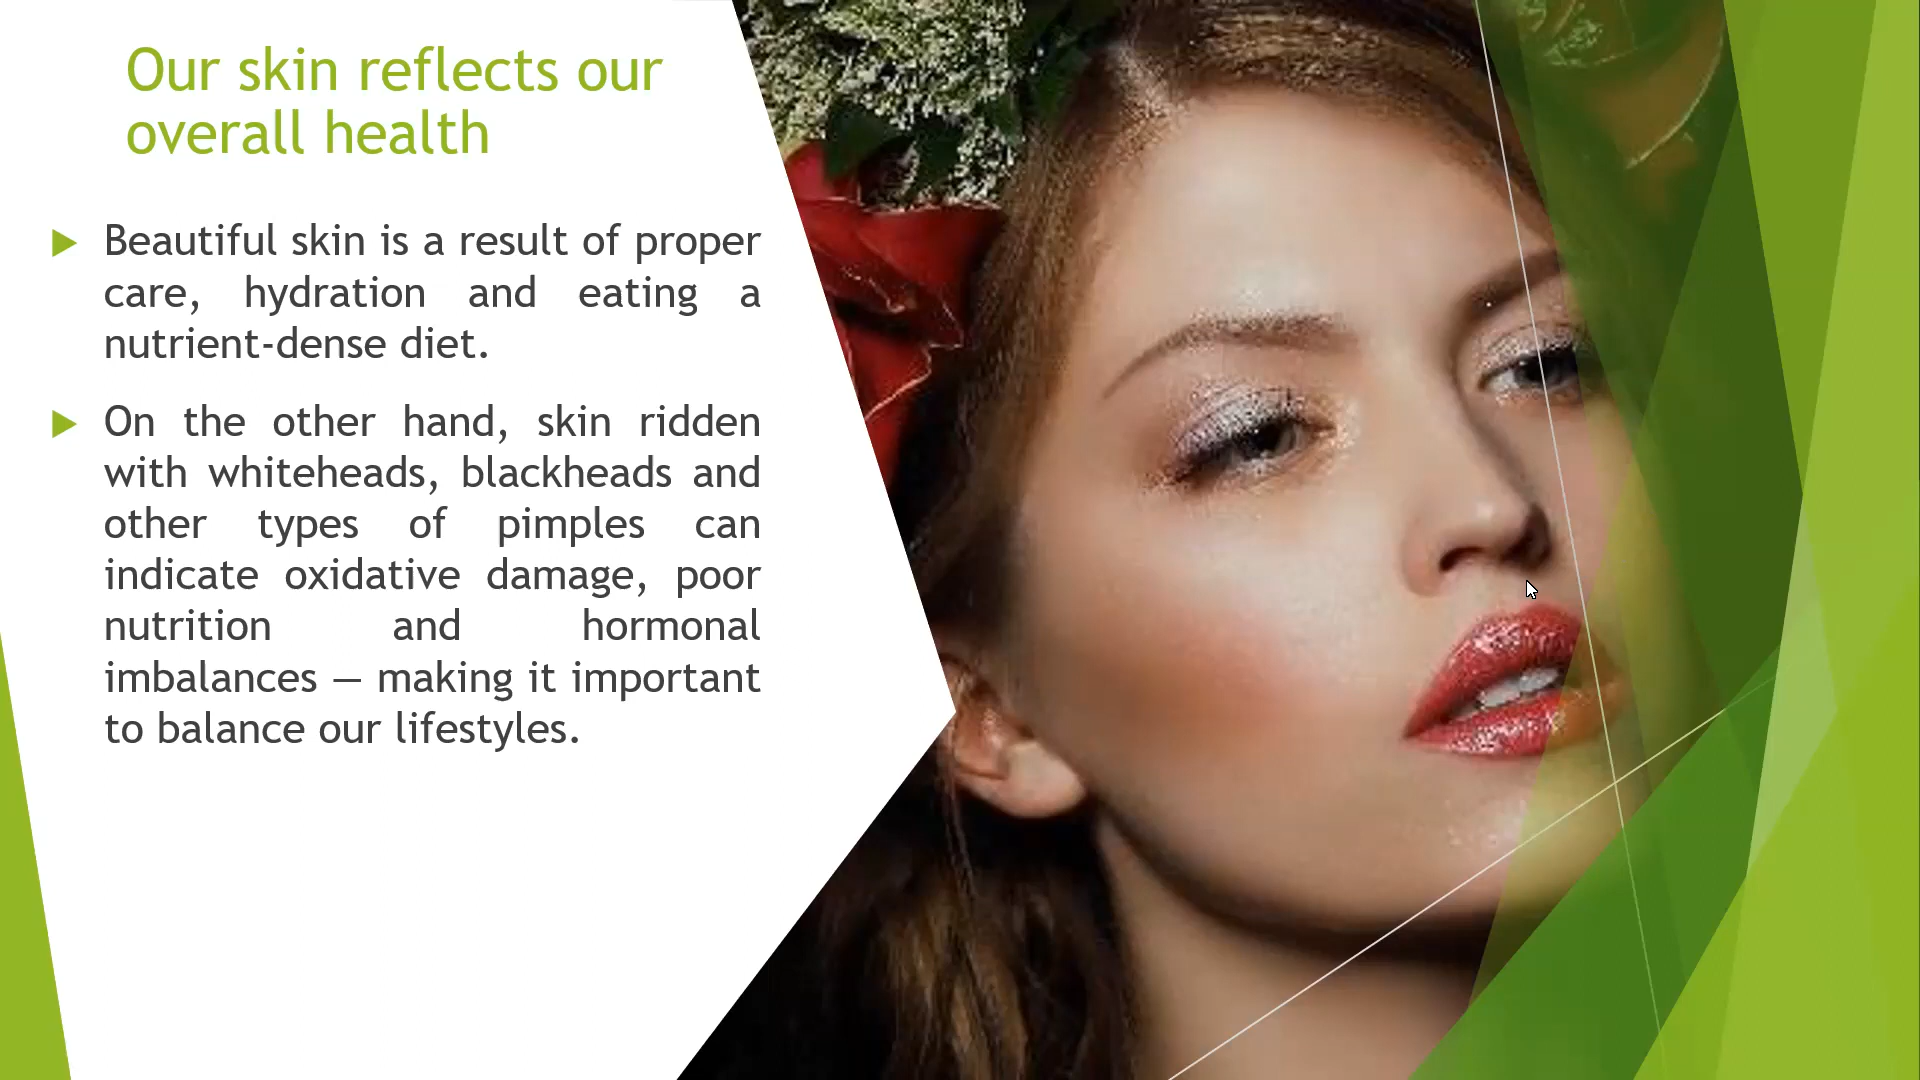 Our skin reflects our
overall health
Beautiful skin is a result of proper
care, hydration and eating a
nutrient-dense diet.
On the other hand, skin ridden
with whiteheads, blackheads and
other types of pimples can
indicate oxidative damage, poor
nutrition and hormonal
imbalances — making it important
to balance our lifestyles.